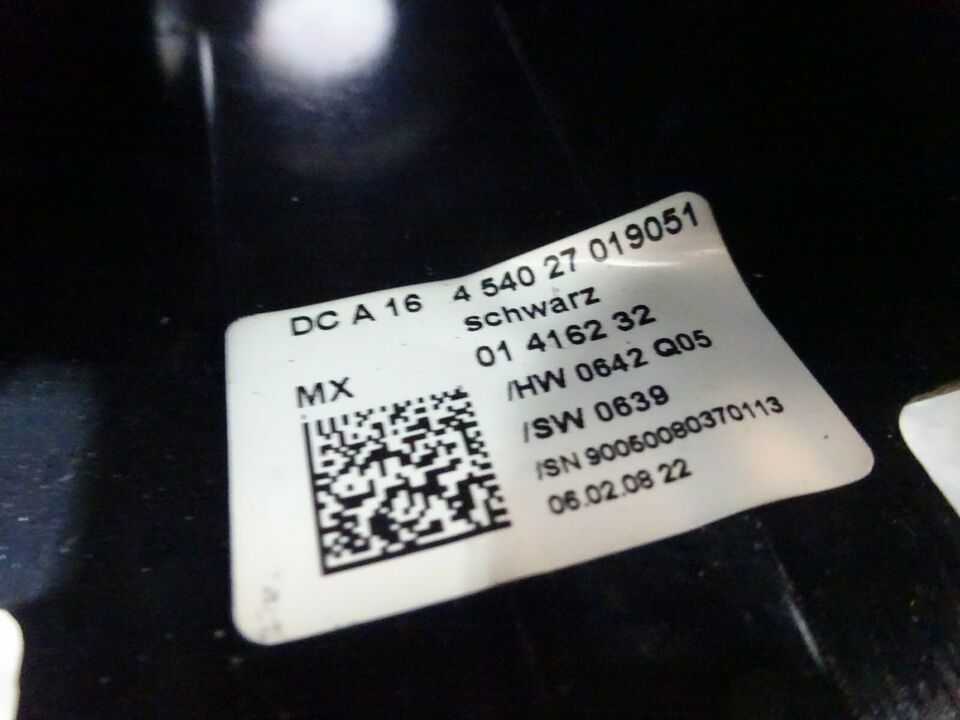 DC A 16 4 540 27 019051
schwarz
01 4162 32
MX
/HW 0642 Q05
/SW 0639
/SN 90050080370113
06.02.08 22